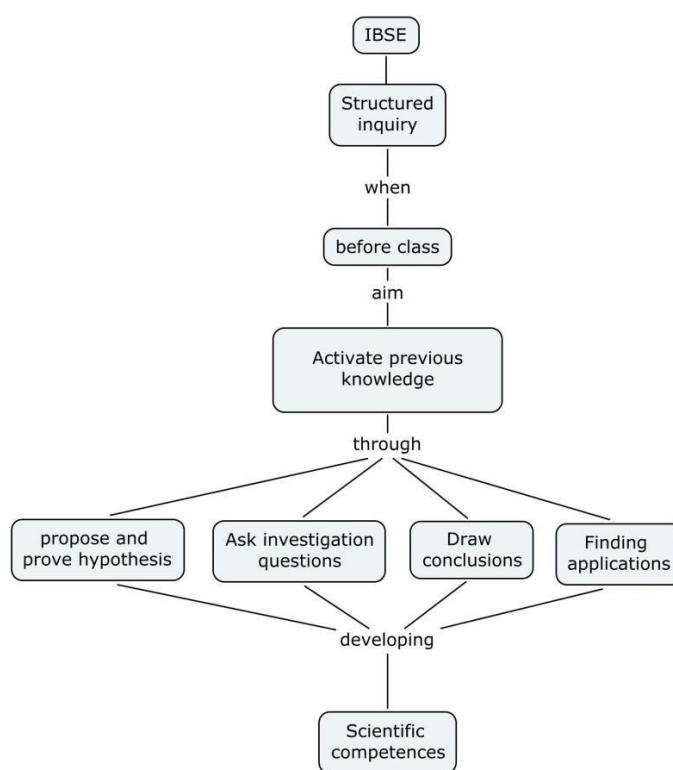 IBSE
Structured
inquiry
when
before class
aim
Activate previous
knowledge
through
propose and
prove hypothesis
Ask investigation
questions
Draw
conclusions
Finding
applications
developing
Scientific
competences